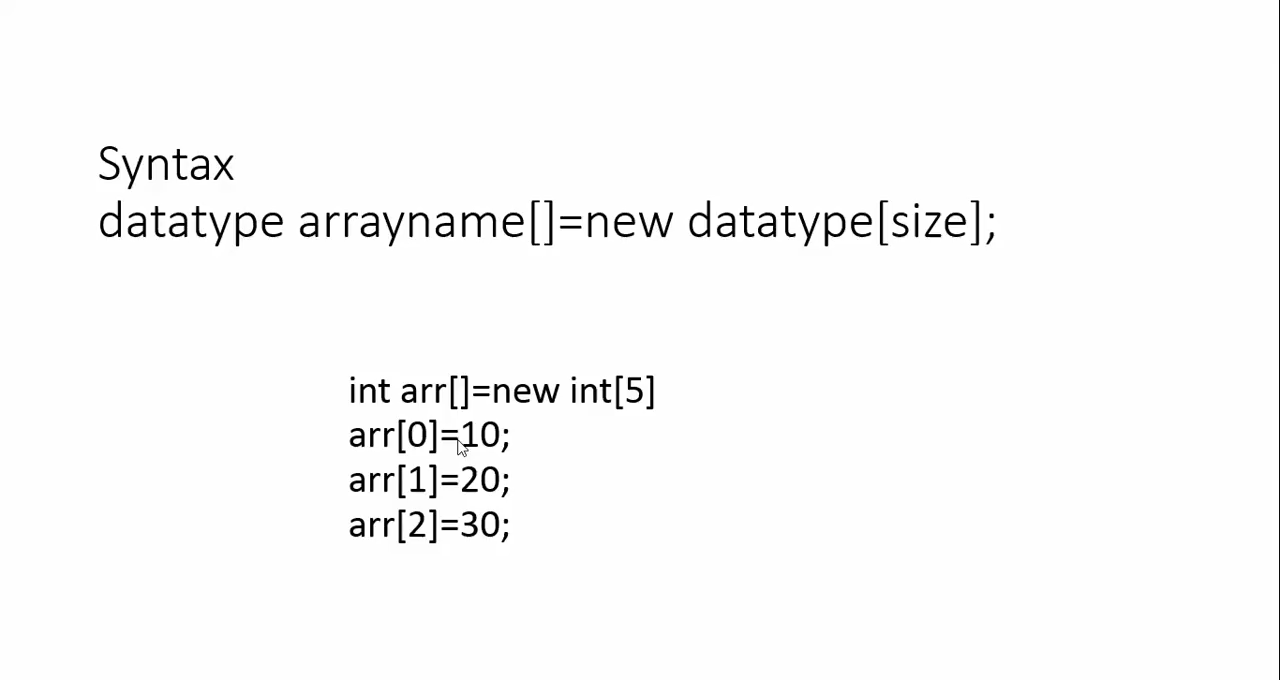 Syntax
datatype arrayname[]=new datatype[size];
int arr[]=new int[5]
arr[0]=10;
arr[1]=20;
arr[2]=30;